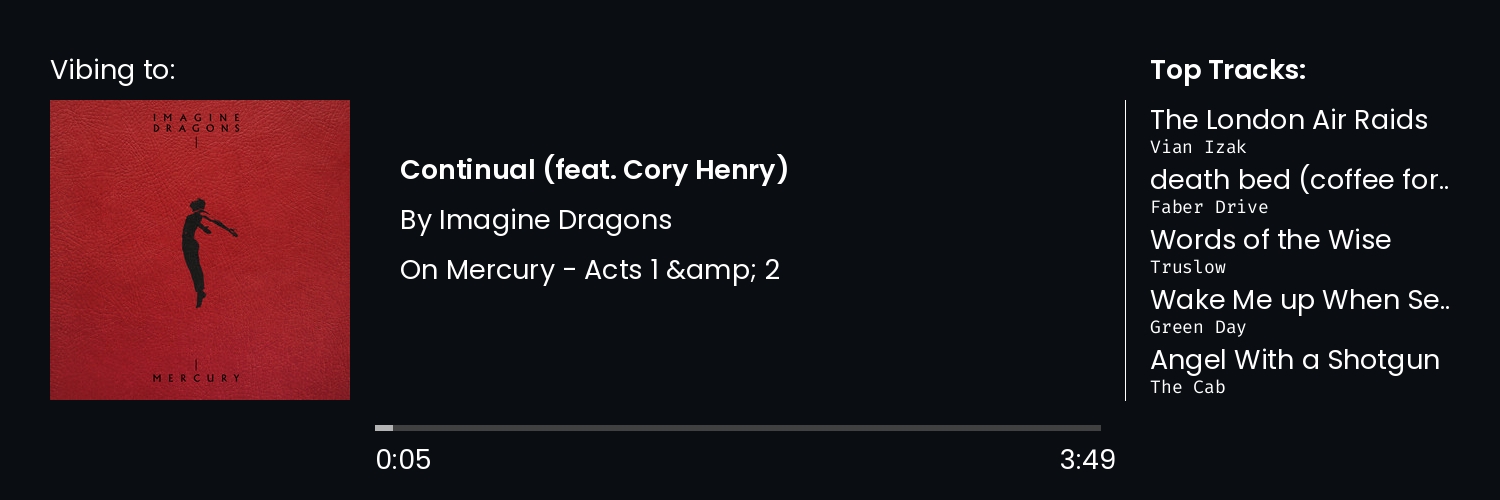 Vibing to:
IMAGINE
DRAGONS
MERCURY
Continual (feat. Cory Henry)
By Imagine Dragons
On Mercury - Acts 1 &amp; 2
0:05
3:49
Top Tracks:
The London Air Raids
Vian Izak
death bed (coffee for..
Faber Drive
Words of the Wise
Truslow
Wake Me up When Se..
Green Day
Angel With a Shotgun
The Cab